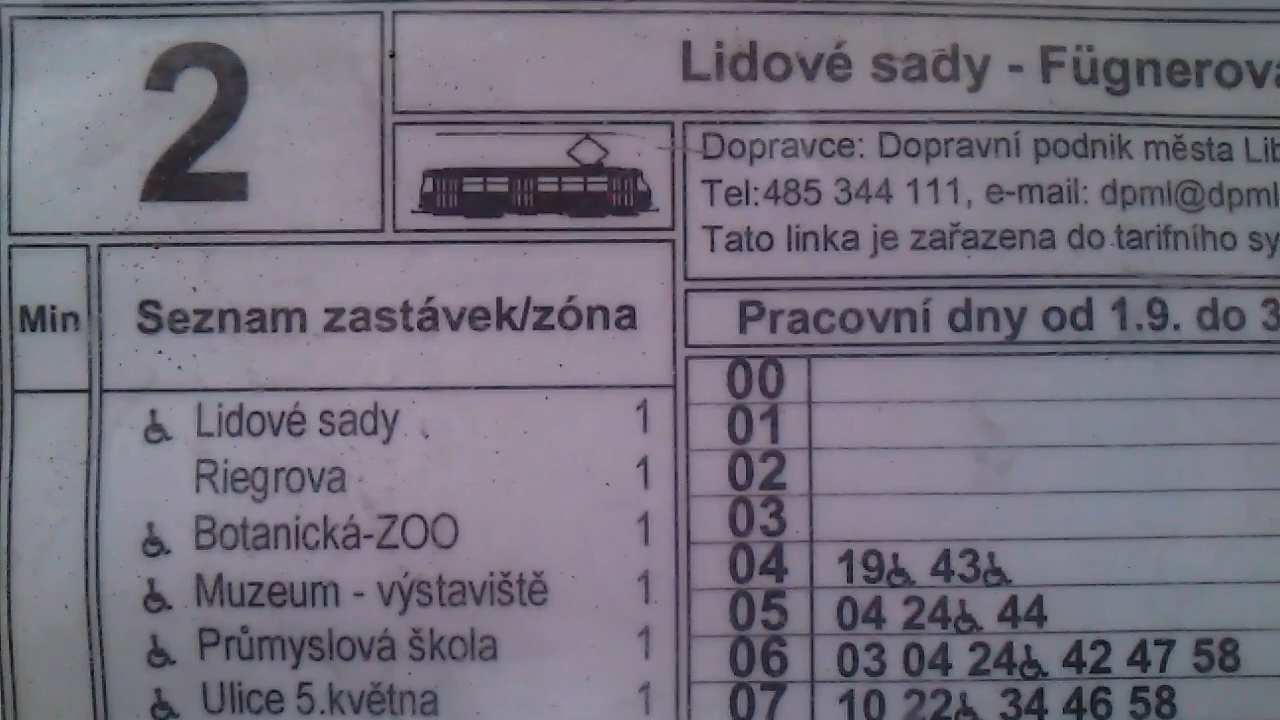 2
Lidové sady - Fügnerova
Dopravce: Dopravní podnik města Lib
Tel:485 344 111, e-mail: dpml@dpml
Tato linka je zařazena do tarifního sy
Min
Seznam zastávek/zóna
Pracovní dny od 1.9. do 3
Lidové sady 1
Riegrova 1
Botanická-ZOO 1
Muzeum - výstaviště 1
Průmyslová škola 1
Ulice 5.května 1
00
01
02
03
04 19 43
05 04 24 44
06 03 04 24 42 47 58
07 10 22 34 46 58